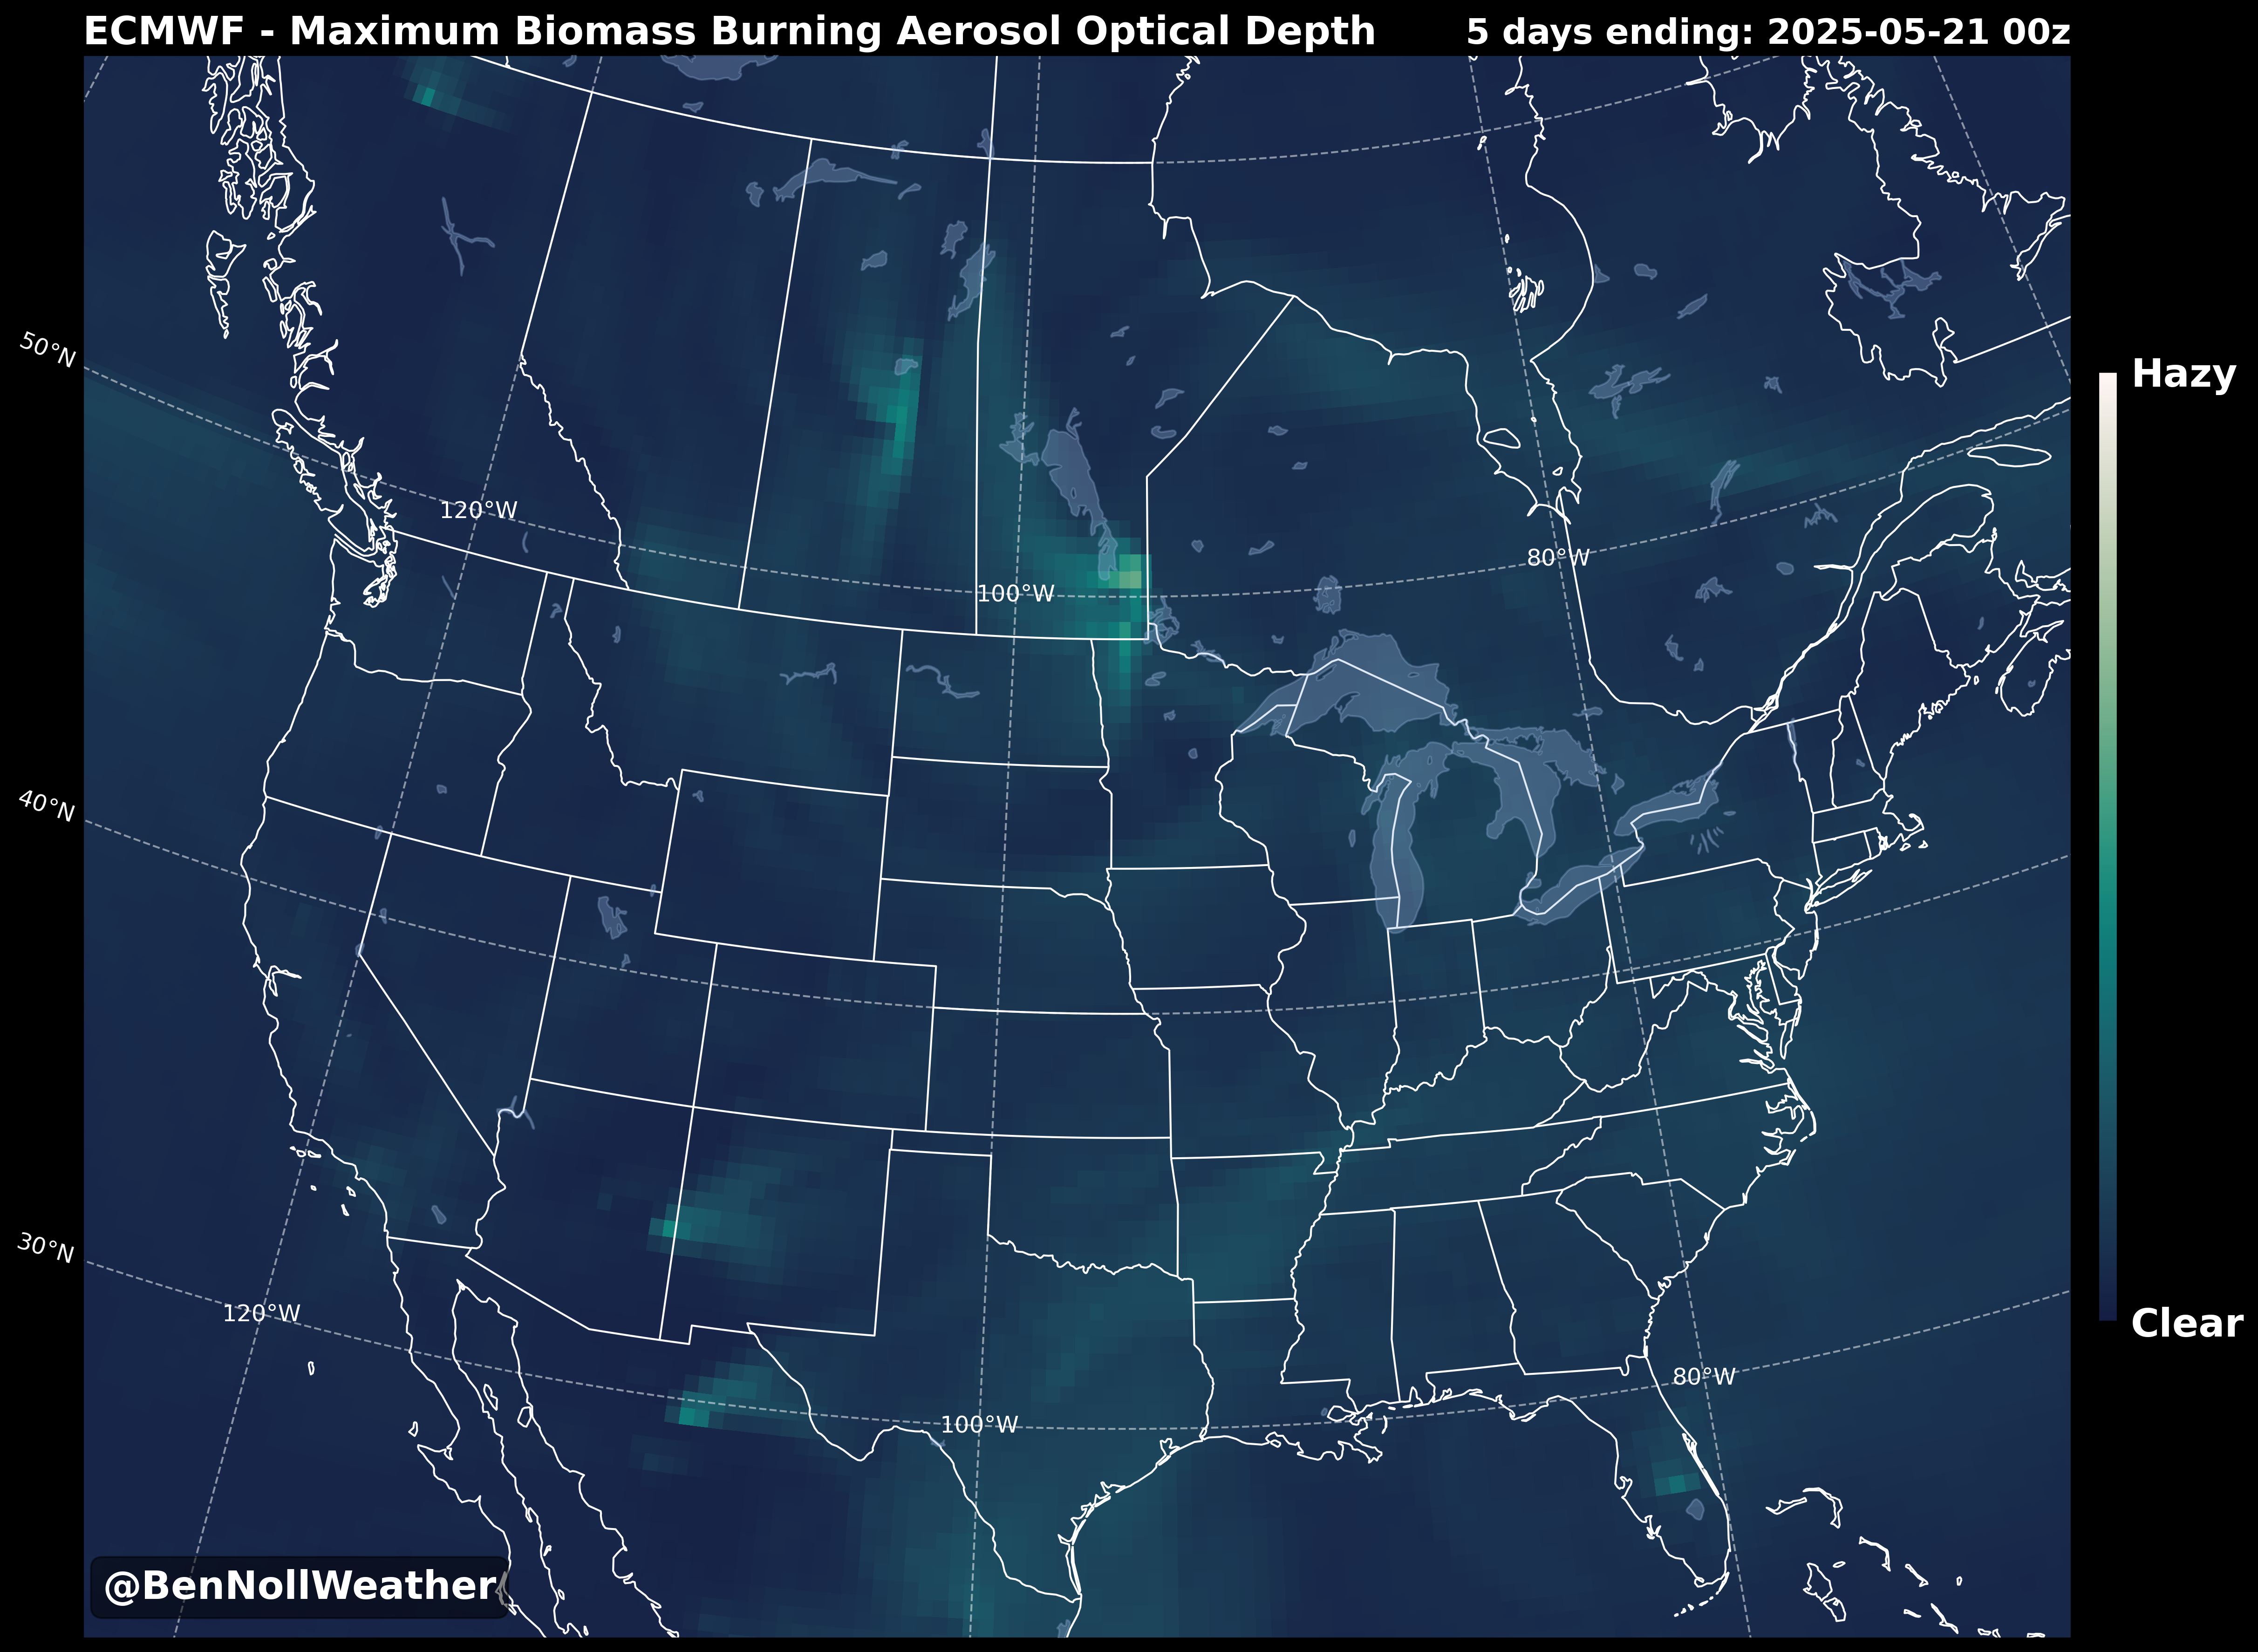 ECMWF - Maximum Biomass Burning Aerosol Optical Depth
5 days ending: 2025-05-21 00z
50°N
Hazy
120°W
80°W
100°W
40°N
30°N
120°W
80°W
Clear
100°W
@BenNollWeather